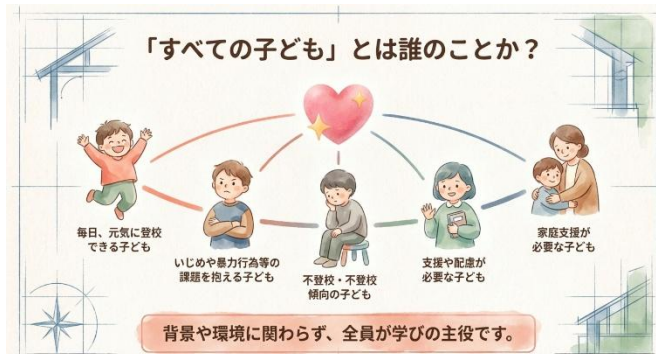 「すべての子ども」とは誰のことか？
毎日、元気に登校
できる子ども
いじめや暴力行為等の
課題を抱える子ども
不登校・不登校
傾向の子ども
支援や配慮が
必要な子ども
家庭支援が
必要な子ども
背景や環境に関わらず、全員が学びの主役です。